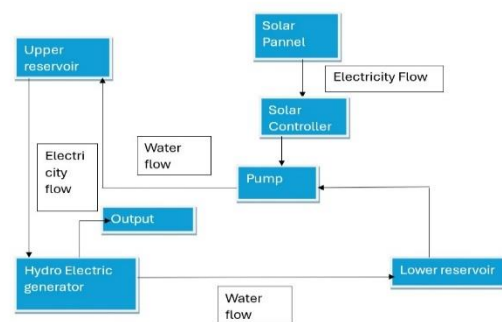 Solar
Pannel
Upper
reservoir
Electricity Flow
Solar
Controller
Water
flow
Electri
city
flow
Pump
Output
Hydro Electric
generator
Lower reservoir
Water
flow